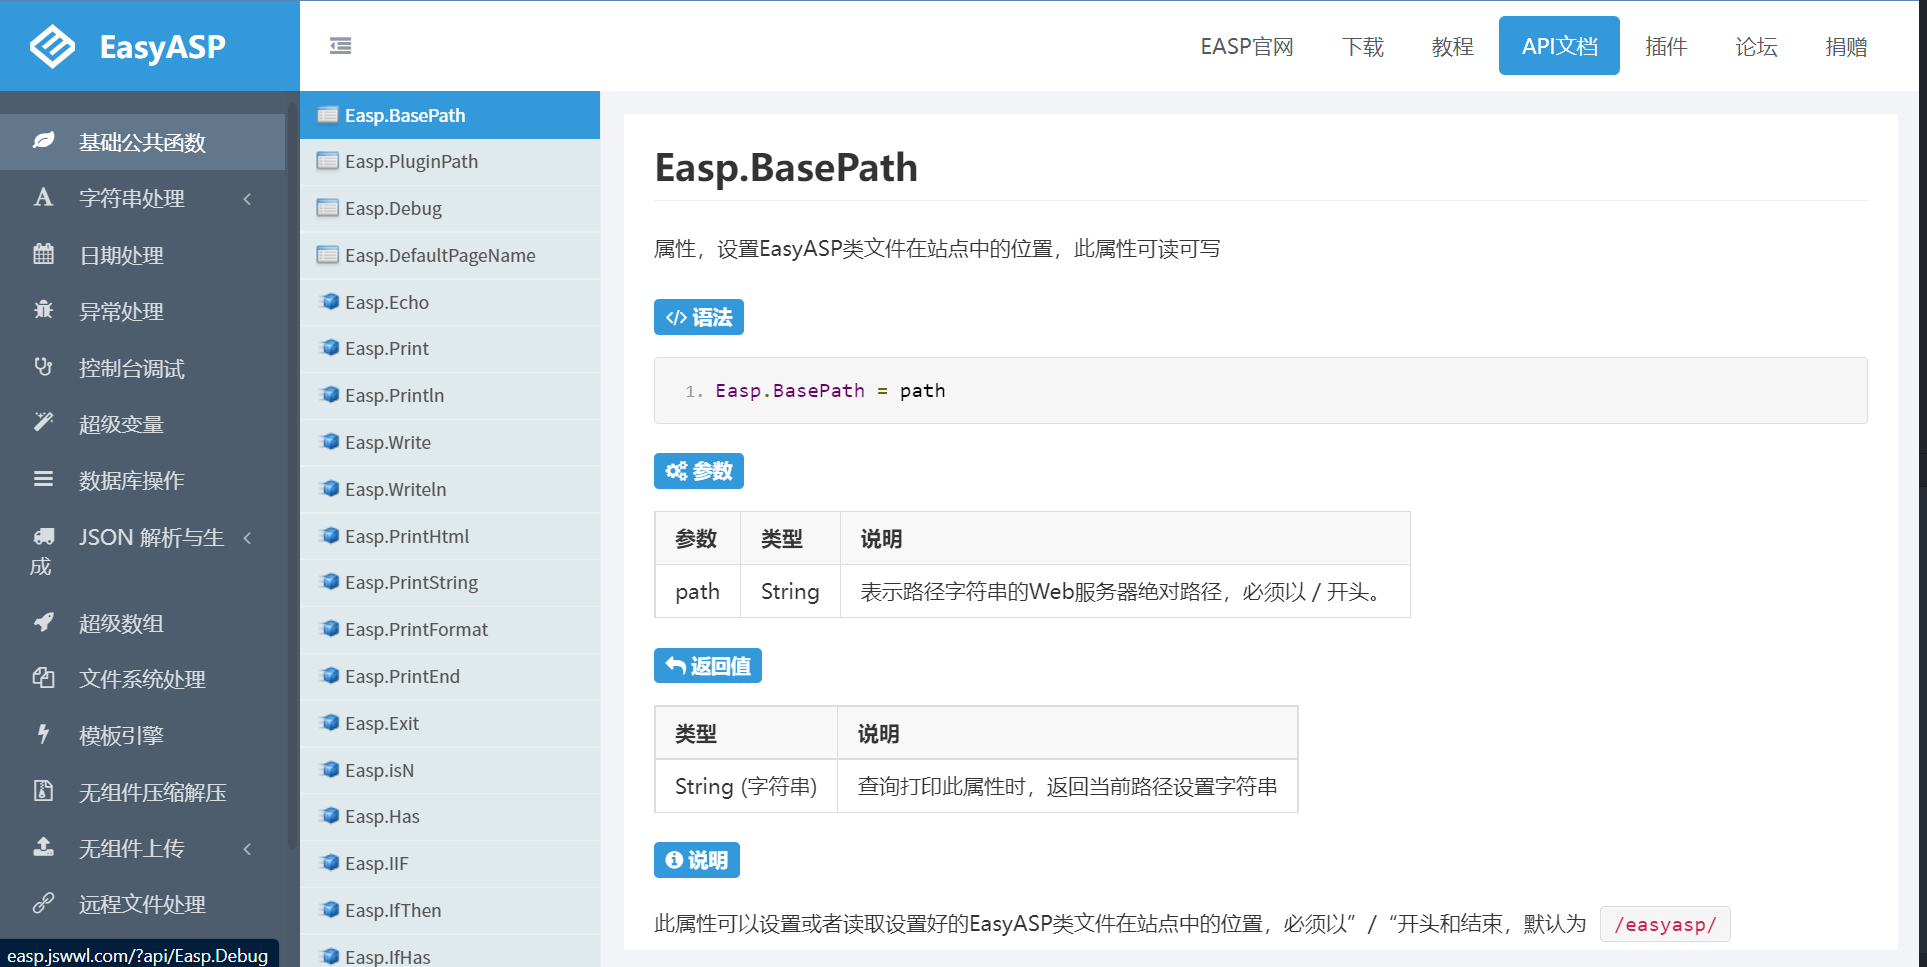 EasyASP
EASP官网
下载
教程
API文档
插件
论坛
捐赠
基础公共函数
字符串处理
日期处理
异常处理
控制台调试
超级变量
数据库操作
JSON 解析与生
成
超级数组
文件系统处理
模板引擎
无组件压缩解压
无组件上传
远程文件处理
easp.jswwl.com/?api/Easp.Debug
Easp.BasePath
Easp.PluginPath
Easp.Debug
Easp.DefaultPageName
Easp.Echo
Easp.Print
Easp.Println
Easp.Write
Easp.Writeln
Easp.PrintHtml
Easp.PrintString
Easp.PrintFormat
Easp.PrintEnd
Easp.Exit
Easp.isN
Easp.Has
Easp.IIF
Easp.IfThen
Easp.IfHas
Easp.BasePath
属性，设置EasyASP类文件在站点中的位置，此属性可读可写
</> 语法
1. Easp.BasePath = path
参数
参数 类型 说明
path String 表示路径字符串的Web服务器绝对路径，必须以 / 开头。
返回值
类型 说明
String (字符串) 查询打印此属性时，返回当前路径设置字符串
说明
此属性可以设置或者读取设置好的EasyASP类文件在站点中的位置，必须以” / “开头和结束，默认为 /easyasp/